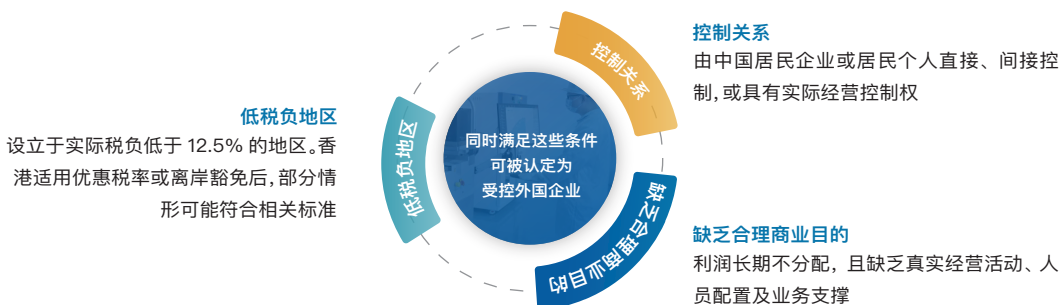 控制关系
由中国居民企业或居民个人直接、间接控
制,或具有实际经营控制权
控制关系
低税负地区
设立于实际税负低于 12.5% 的地区。香
港适用优惠税率或离岸豁免后,部分情
形可能符合相关标准
低税负地区
同时满足这些条件
可被认定为
受控外国企业
缺乏合理商业目的
缺乏合理商业目的
利润长期不分配，且缺乏真实经营活动、人
员配置及业务支撑